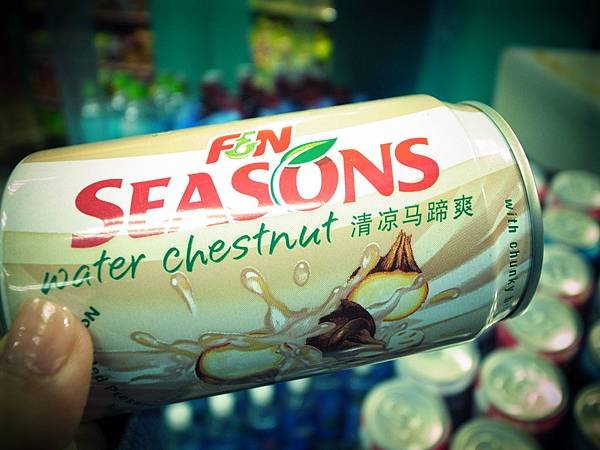 F&N
SEASONS
water chestnut 清凉马蹄爽
with chunky